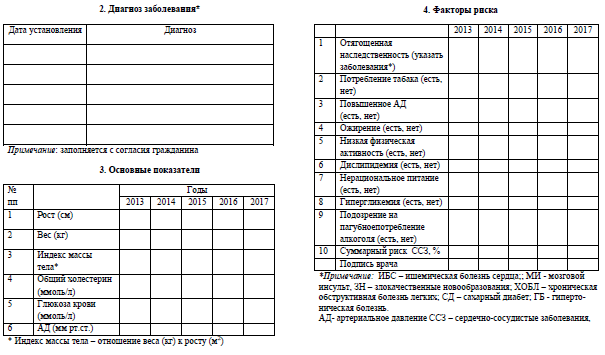 2. Диагноз заболевания*
Дата установления Диагноз
Примечание: заполняется с согласия гражданина
3. Основные показатели
№ Годы
пп 2013 2014 2015 2016 2017
1 Рост (см)
2 Вес (кг)
3 Индекс массы
тела*
4 Общий холестерин
(ммоль/л)
5 Глюкоза крови
(ммоль/л)
6 АД (мм рт.ст.)
* Индекс массы тела – отношение веса (кг) к росту (м²)
4. Факторы риска
2013 2014 2015 2016 2017
1 Отягощенная
наследственность (указать
заболевания*)
2 Потребление табака (есть,
нет)
3 Повышенное АД
(есть, нет)
4 Ожирение (есть, нет)
5 Низкая физическая
активность (есть, нет)
6 Дислипидемия (есть, нет)
7 Нерациональное питание
(есть, нет)
8 Гипергликемия (есть, нет)
9 Подозрение на
пагубноепотребление
алкоголя (есть, нет)
10 Суммарный риск ССЗ, %
Подпись врача
*Примечание: ИБС – ишемическая болезнь сердца;; МИ - мозговой
инсульт, ЗН – злокачественные новообразования; ХОБЛ – хроническая
обструктивная болезнь легких; СД – сахарный диабет; ГБ - гиперто-
ническая болезнь.
АД- артериальное давление ССЗ – сердечно-сосудистые заболевания,